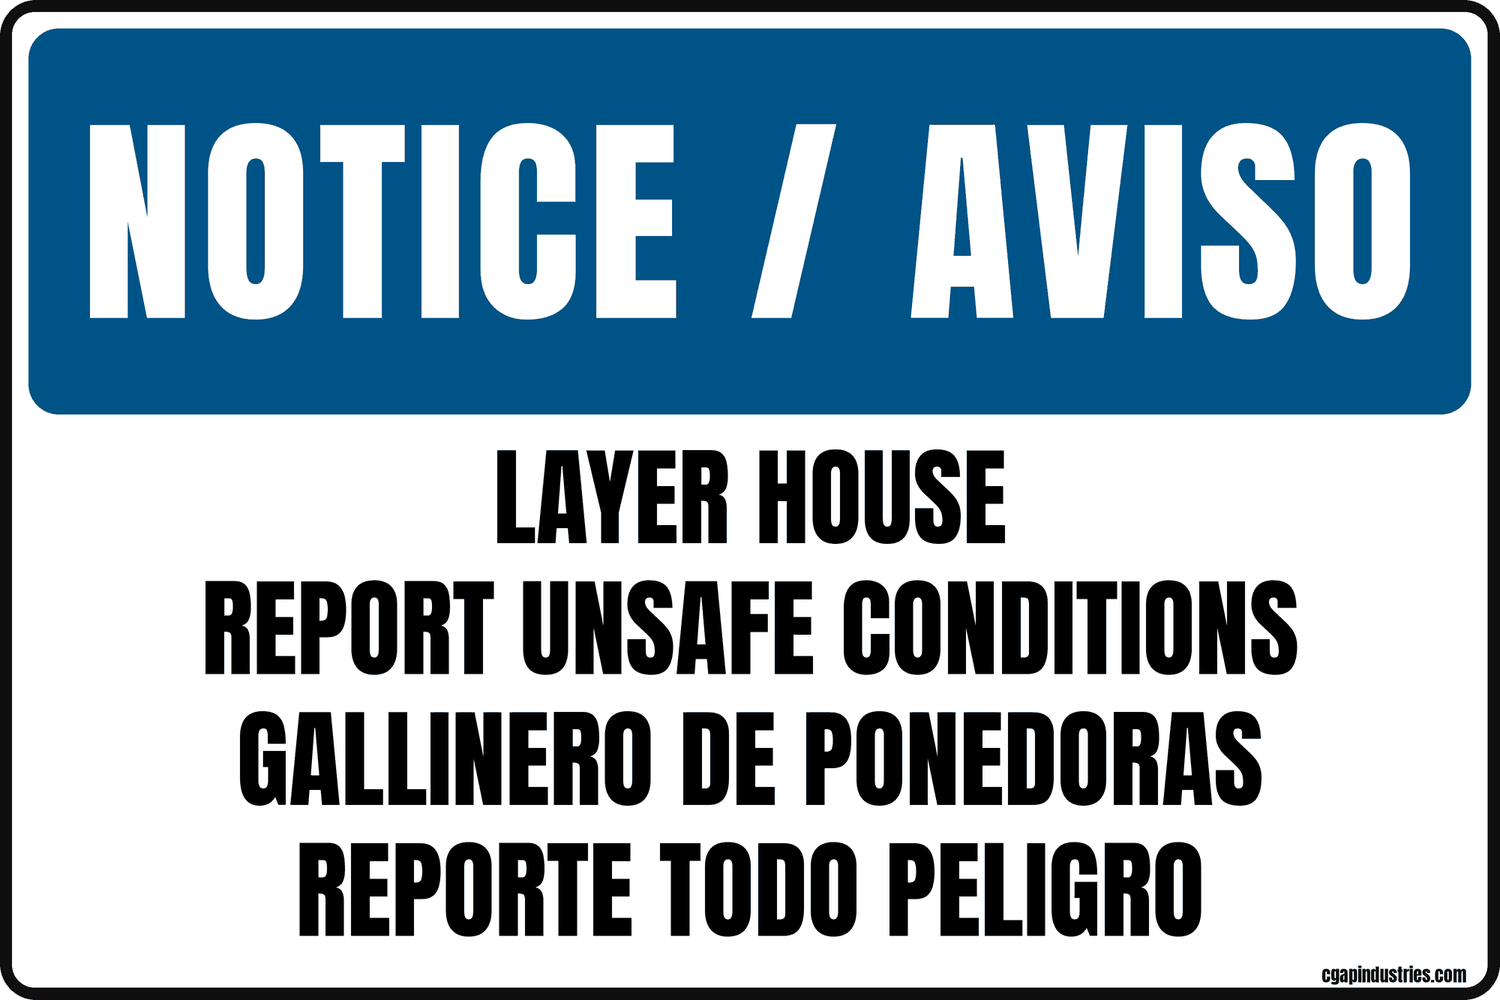 NOTICE / AVISO
LAYER HOUSE
REPORT UNSAFE CONDITIONS
GALLINERO DE PONEDORAS
REPORTE TODO PELIGRO
cgapindustries.com